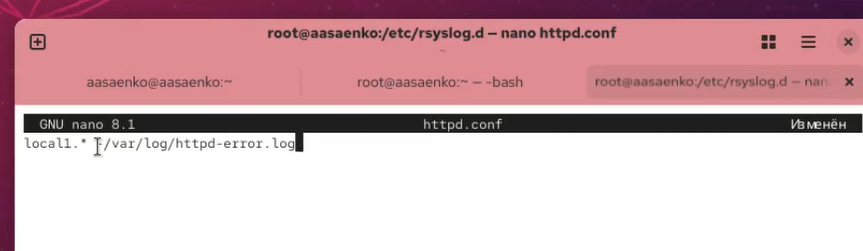 root@aasaenko:/etc/rsyslog.d — nano httpd.conf
~
aasaenko@aasaenko:~ root@aasaenko:~ — -bash root@aasaenko:/etc/rsyslog.d — nan
GNU nano 8.1 httpd.conf Изменён
local1.* -/var/log/httpd-error.log